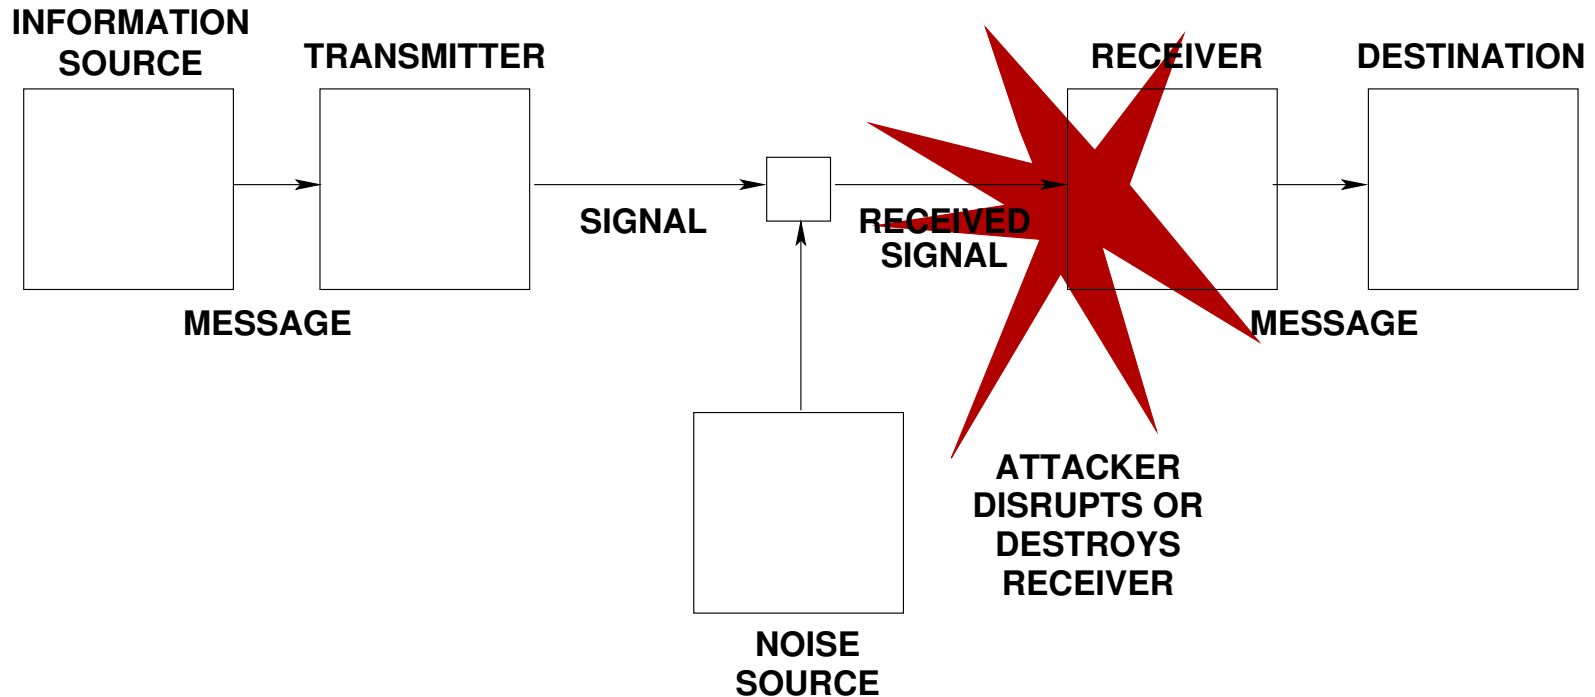 INFORMATION
SOURCE
TRANSMITTER
RECEIVER
DESTINATION
SIGNAL
RECEIVED
SIGNAL
MESSAGE
MESSAGE
ATTACKER
DISRUPTS OR
DESTROYS
RECEIVER
NOISE
SOURCE